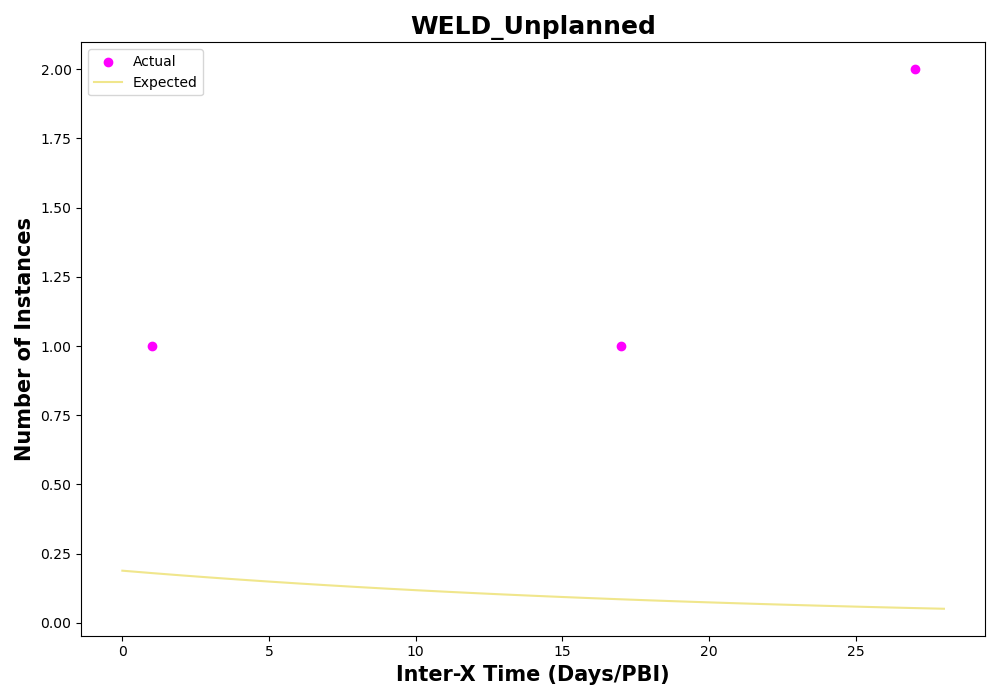 WELD_Unplanned
Actual
Expected
2.00
1.75
1.50
1.25
1.00
0.75
0.50
0.25
0.00
Number of Instances
0 5 10 15 20 25
Inter-X Time (Days/PBI)